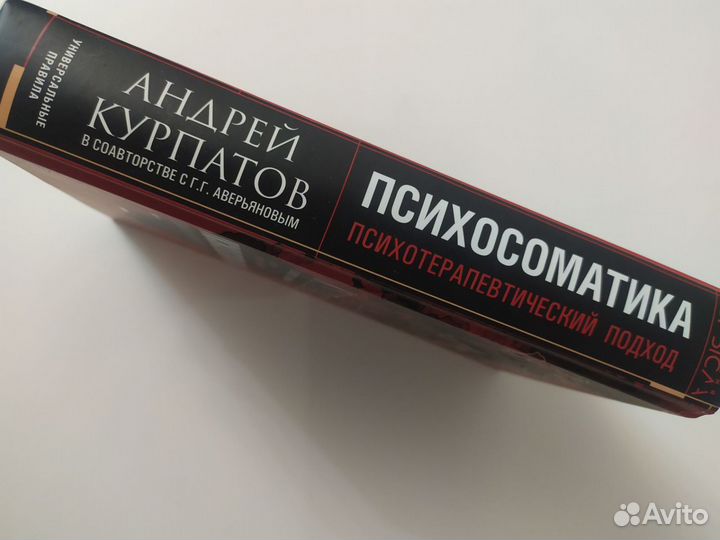 УНИВЕРСАЛЬНЫЕ
ПРАВИЛА
АНДРЕЙ
КУРПАТОВ
В СОАВТОРСТВЕ С Г.Г. АВЕРЬЯНОВЫМ
ПСИХОСОМАТИКА
ПСИХОТЕРАПЕВТИЧЕСКИЙ ПОДХОД
Avito